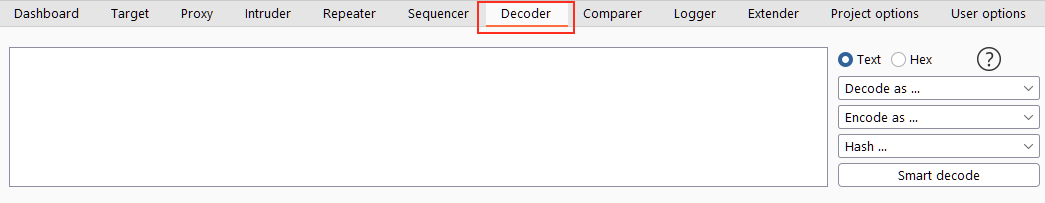 Dashboard Target Proxy Intruder Repeater Sequencer Decoder Comparer Logger Extender Project options User options
Text Hex ?
Decode as ...
Encode as ...
Hash ...
Smart decode